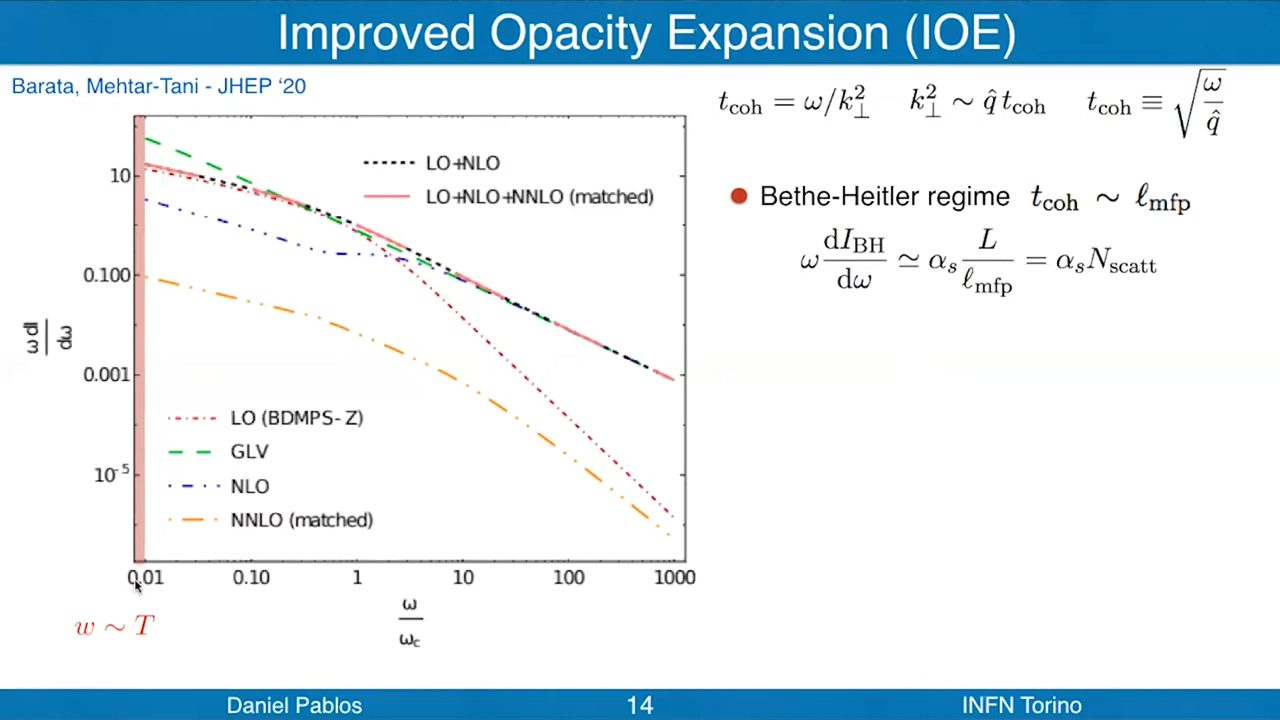 Improved Opacity Expansion (IOE)
Barata, Mehtar-Tani - JHEP ‘20
t_coh = ω/k_⊥^2    k_⊥^2 ∼ q̂ t_coh    t_coh ≡ √(ω/q̂)
Bethe-Heitler regime  t_coh ∼ ℓ_mfp
ω dI_BH/dω ≃ α_s L/ℓ_mfp = α_s N_scatt
LO+NLO
LO+NLO+NNLO (matched)
10
0.100
0.001
10^-5
ω dI/dω
LO (BDMPS-Z)
GLV
NLO
NNLO (matched)
0.01 0.10 1 10 100 1000
ω/ω_c
w ∼ T
Daniel Pablos 14 INFN Torino